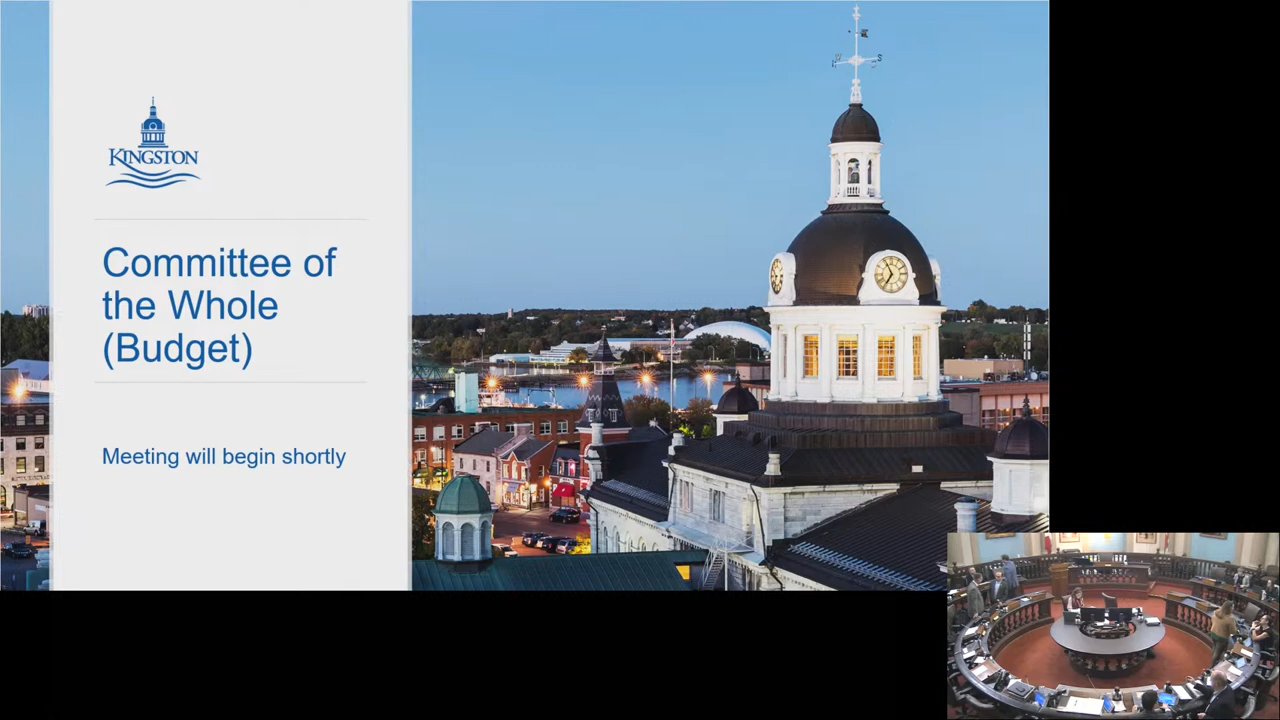 KINGSTON
Committee of
the Whole
(Budget)
Meeting will begin shortly